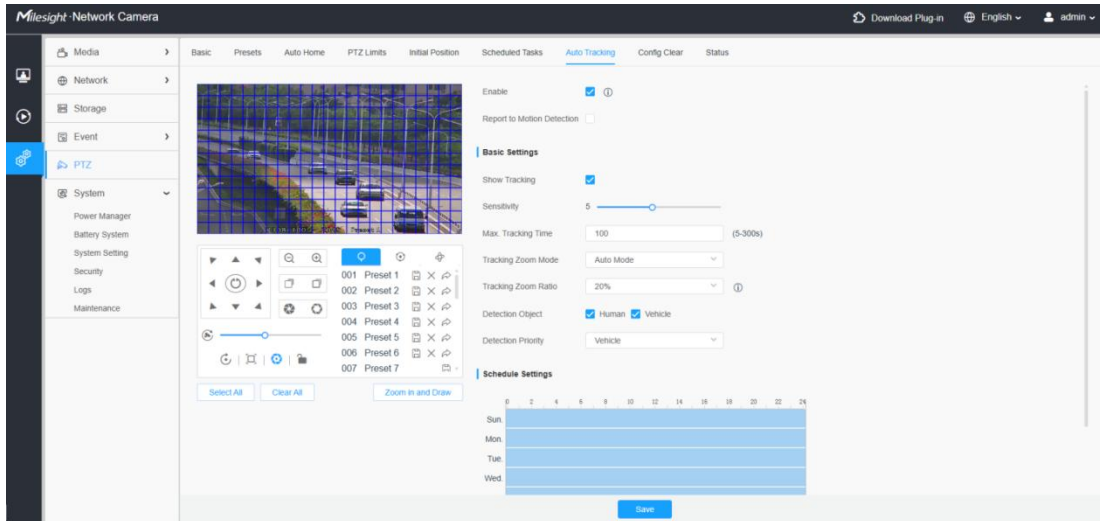 Milesight · Network Camera
Download Plug-in English admin
Media
Network
Storage
Event
PTZ
System
Power Manager
Battery System
System Setting
Security
Logs
Maintenance
Basic Presets Auto Home PTZ Limits Initial Position Scheduled Tasks Auto Tracking Config Clear Status
001 Preset 1
002 Preset 2
003 Preset 3
004 Preset 4
005 Preset 5
006 Preset 6
007 Preset 7
Select All Clear All Zoom in and Draw
Enable
Report to Motion Detection
Basic Settings
Show Tracking
Sensitivity 5
Max. Tracking Time 100 (5-300s)
Tracking Zoom Mode Auto Mode
Tracking Zoom Ratio 20%
Detection Object Human Vehicle
Detection Priority Vehicle
Schedule Settings
0 2 4 6 8 10 12 14 16 18 20 22 24
Sun.
Mon.
Tue.
Wed.
Save